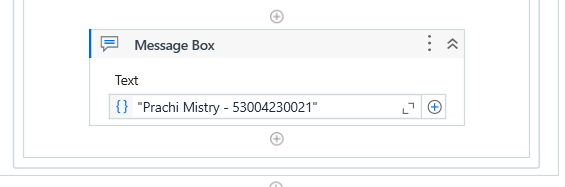 Message Box
Text
{} "Prachi Mistry - 53004230021"